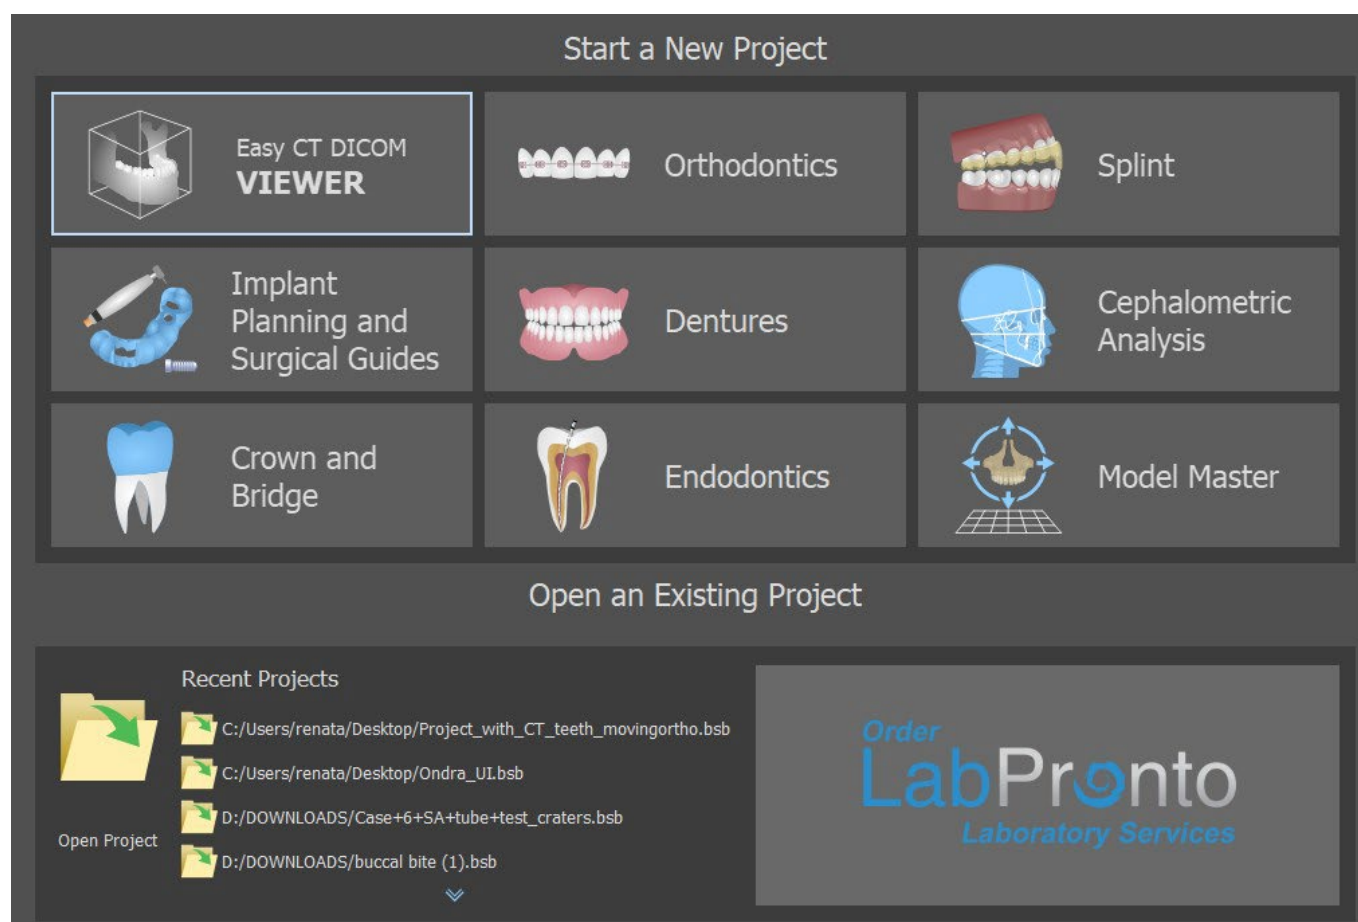 Start a New Project
Easy CT DICOM
VIEWER
Orthodontics
Splint
Implant
Planning and
Surgical Guides
Dentures
Cephalometric
Analysis
Crown and
Bridge
Endodontics
Model Master
Open an Existing Project
Open Project
Recent Projects
C:/Users/renata/Desktop/Project_with_CT_teeth_movingortho.bsb
C:/Users/renata/Desktop/Ondra_UI.bsb
D:/DOWNLOADS/Case+6+SA+tube+test_craters.bsb
D:/DOWNLOADS/buccal bite (1).bsb
Order
LabPronto
Laboratory Services